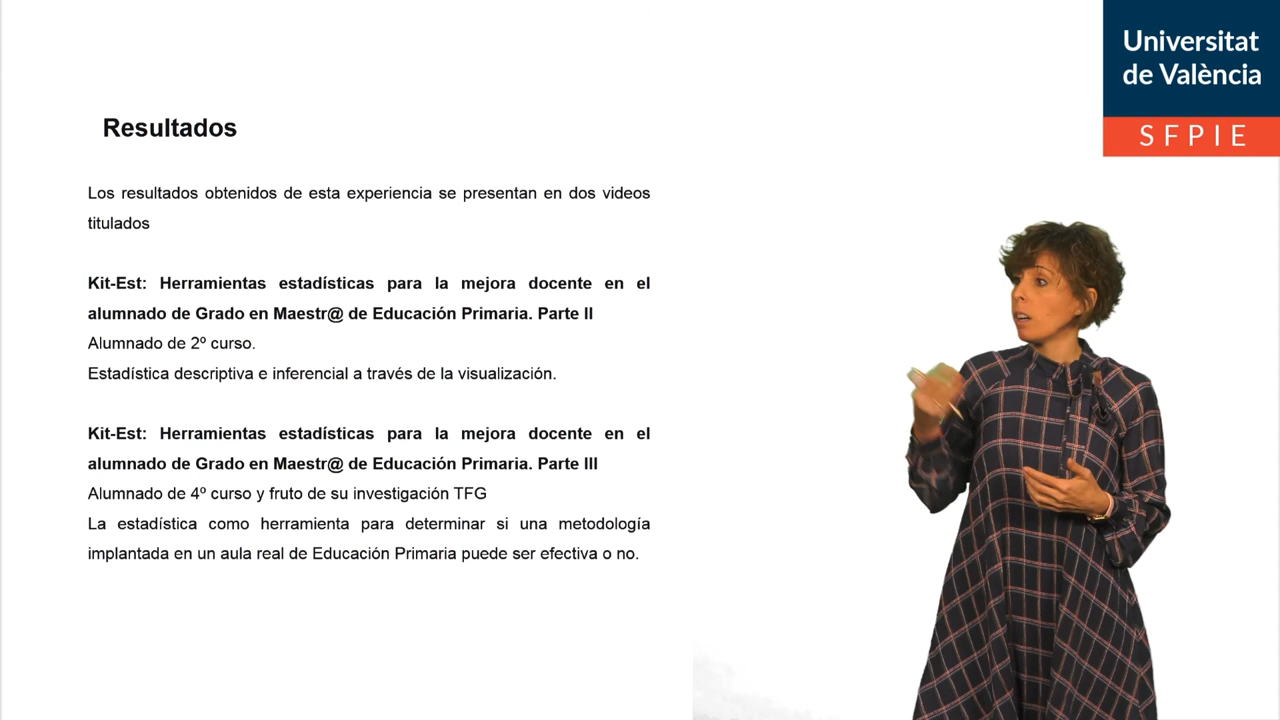 Universitat
de València
SFPIE
Resultados
Los resultados obtenidos de esta experiencia se presentan en dos videos
titulados
Kit-Est: Herramientas estadísticas para la mejora docente en el
alumnado de Grado en Maestr@ de Educación Primaria. Parte II
Alumnado de 2º curso.
Estadística descriptiva e inferencial a través de la visualización.
Kit-Est: Herramientas estadísticas para la mejora docente en el
alumnado de Grado en Maestr@ de Educación Primaria. Parte III
Alumnado de 4º curso y fruto de su investigación TFG
La estadística como herramienta para determinar si una metodología
implantada en un aula real de Educación Primaria puede ser efectiva o no.